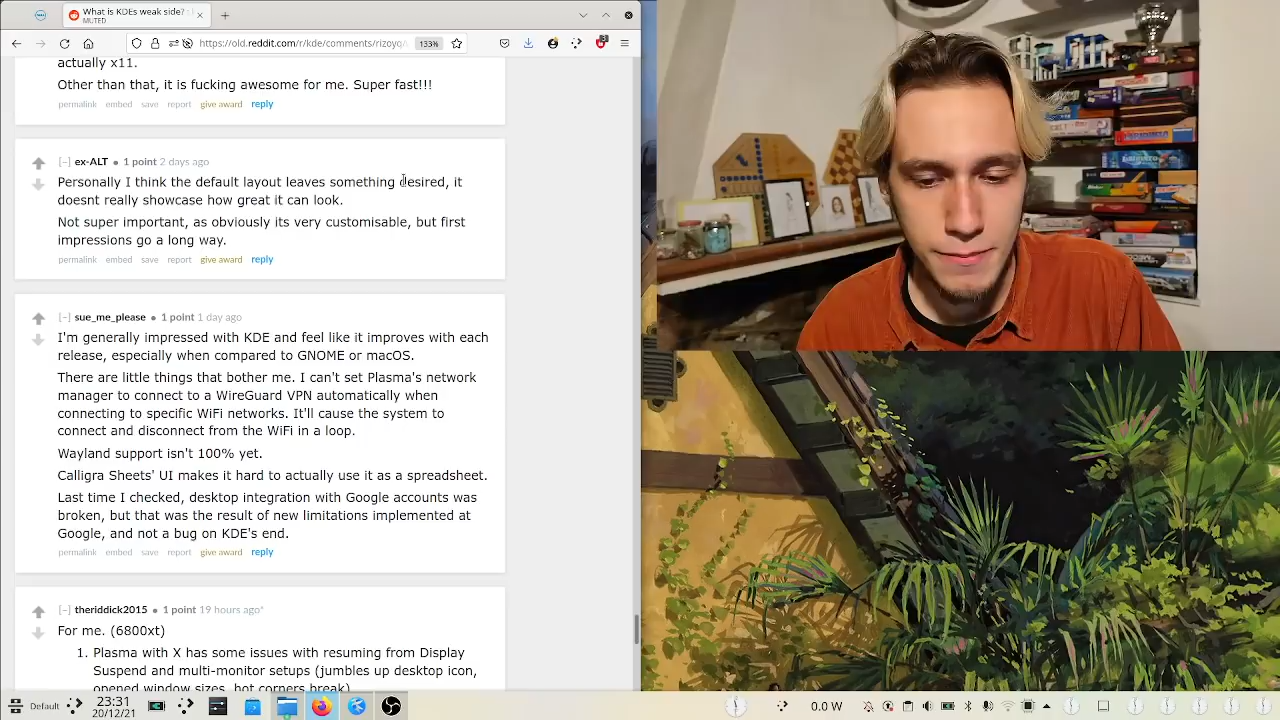 What is KDEs weak side?
MUTED
https://old.reddit.com/r/kde/comments/rizoyq
133%
actually x11.
Other than that, it is fucking awesome for me. Super fast!!
permalink embed save report give award reply
[–] ex-ALT • 1 point 2 days ago
ersonally I think the default layout leaves something desired, it
doesnt really showcase how great it can look.
Not super important, as obviously its very customisable, but first
impressions go a long way.
permalink embed save report give award reply
[–] sue_me_please • 1 point 1 day ago
I'm generally impressed with KDE and feel like it improves with each
release, especially when compared to GNOME or macOS.
There are little things that bother me. I can't set Plasma's network
manager to connect to a WireGuard VPN automatically when
connecting to specific WiFi networks. It'll cause the system to
connect and disconnect from the WiFi in a loop.
Wayland support isn't 100% yet.
Calligra Sheets' UI makes it hard to actually use it as a spreadsheet.
Last time I checked, desktop integration with Google accounts was
broken, but that was the result of new limitations implemented at
Google, and not a bug on KDE's end.
permalink embed save report give award reply
[–] theriddick2015 • 1 point 19 hours ago*
For me. (6800xt)
1. Plasma with X has some issues with resuming from Display
Suspend and multi-monitor setups (jumbles up desktop icon,
opened window sizes, hot corners break)
Default
23:31
20/12/21
0.0 W